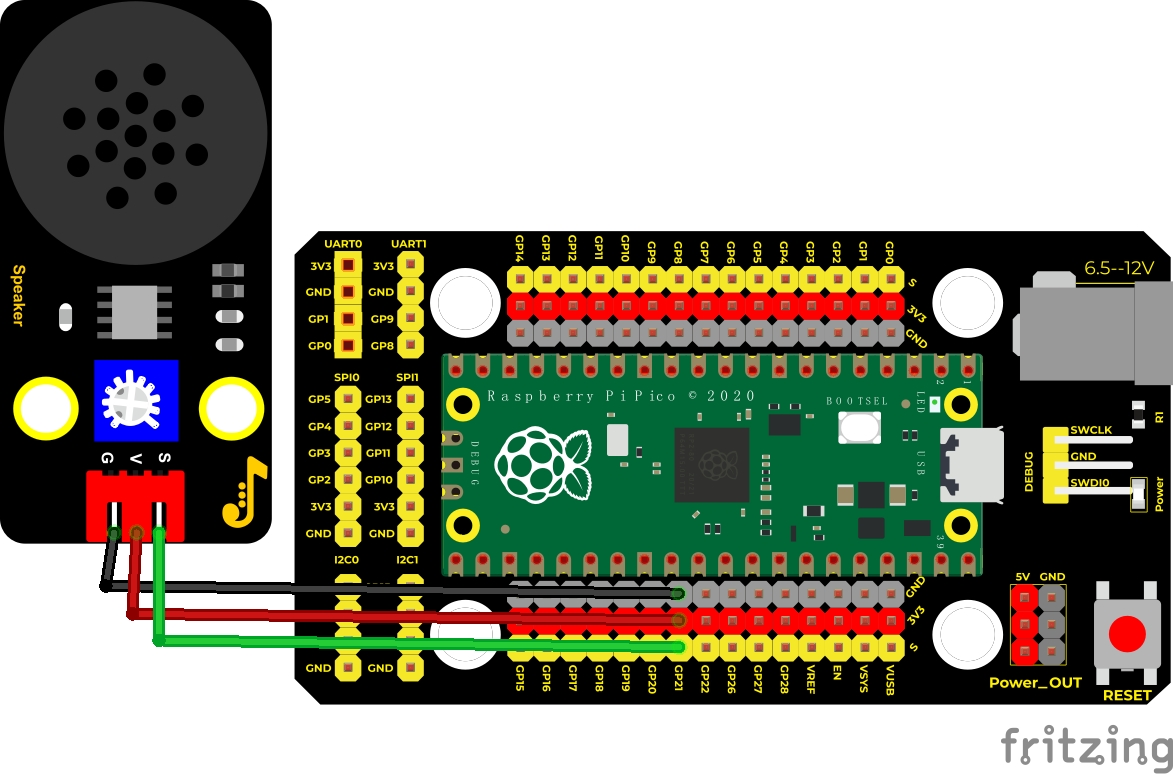 Speaker
G V S
UART0 UART1
3V3 3V3
GND GND
GP1 GP9
GP0 GP8
SPI0 SPI1
GP5 GP13
GP4 GP12
GP3 GP11
GP2 GP10
3V3 3V3
GND GND
I2C0 I2C1
GND GND
GP14 GP13 GP12 GP11 GP10 GP9 GP8 GP7 GP6 GP5 GP4 GP3 GP2 GP1 GP0
S
3V3
GND
6.5--12V
Raspberry Pi Pico © 2020
BOOTSEL
LED
2 1
DEBUG
USB
39
R1
DEBUG
SWCLK
GND
SWDI0
Power
GND
3V3
S
GP15 GP16 GP17 GP18 GP19 GP20 GP21 GP22 GP26 GP27 GP28 VREF EN VSYS VUSB
5V GND
Power_OUT
RESET
fritzing